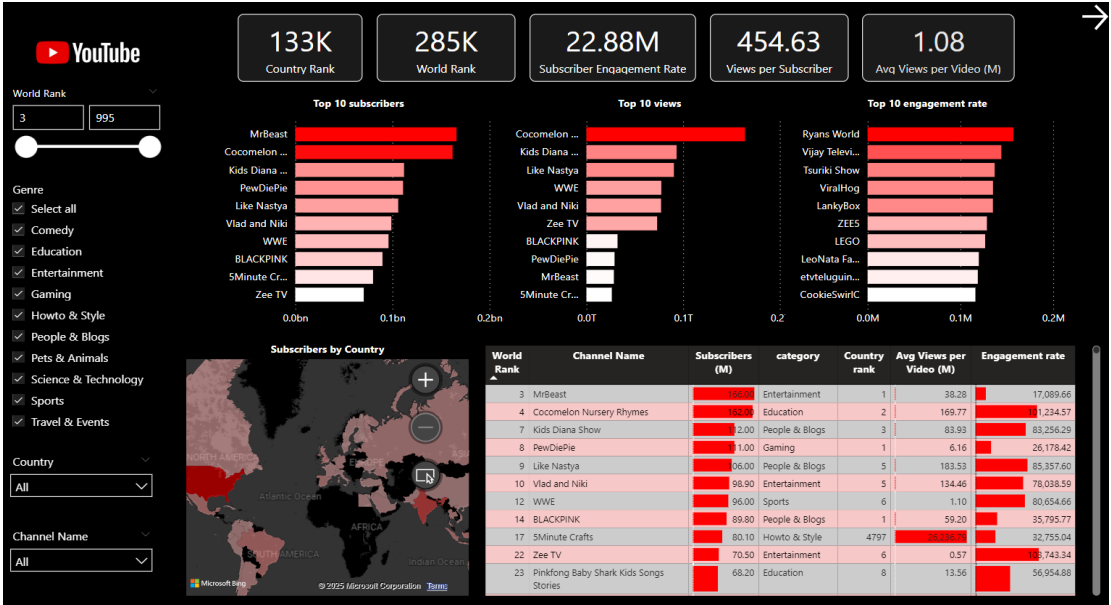 YouTube
133K
Country Rank
285K
World Rank
22.88M
Subscriber Engagement Rate
454.63
Views per Subscriber
1.08
Avg Views per Video (M)
World Rank
3
995
Genre
Select all
Comedy
Education
Entertainment
Gaming
Howto & Style
People & Blogs
Pets & Animals
Science & Technology
Sports
Travel & Events
Country
All
Channel Name
All
Top 10 subscribers
MrBeast
Cocomelon ...
Kids Diana ...
PewDiePie
Like Nastya
Vlad and Niki
WWE
BLACKPINK
5Minute Cr...
Zee TV
0.0bn 0.1bn 0.2bn
Top 10 views
Cocomelon ...
Kids Diana ...
Like Nastya
WWE
Vlad and Niki
Zee TV
BLACKPINK
PewDiePie
MrBeast
5Minute Cr...
0.0T 0.1T 0.2
Top 10 engagement rate
Ryans World
Vijay Televi...
Tsuriki Show
ViralHog
LankyBox
ZEE5
LEGO
LeoNata Fa...
etvteluguin...
CookieSwirlC
0.0M 0.1M 0.2M
Subscribers by Country
NORTH AMERICA
EUROPE
ASIA
Atlantic Ocean
AFRICA
SOUTH AMERICA
Indian Ocean
Microsoft Bing
© 2025 Microsoft Corporation Terms
World Rank Channel Name Subscribers (M) category Country rank Avg Views per Video (M) Engagement rate
3 MrBeast 166.00 Entertainment 1 38.28 17,089.66
4 Cocomelon Nursery Rhymes 162.00 Education 2 169.77 101,234.57
7 Kids Diana Show 112.00 People & Blogs 3 83.93 83,256.29
8 PewDiePie 111.00 Gaming 1 6.16 26,178.42
9 Like Nastya 106.00 People & Blogs 5 183.53 85,357.60
10 Vlad and Niki 98.90 Entertainment 5 134.46 78,038.59
12 WWE 96.00 Sports 6 1.10 80,654.66
14 BLACKPINK 89.80 People & Blogs 1 59.20 35,795.77
17 5Minute Crafts 80.10 Howto & Style 4797 26,286.79 32,755.04
22 Zee TV 70.50 Entertainment 6 0.57 103,743.34
23 Pinkfong Baby Shark Kids Songs Stories 68.20 Education 8 13.56 56,954.88